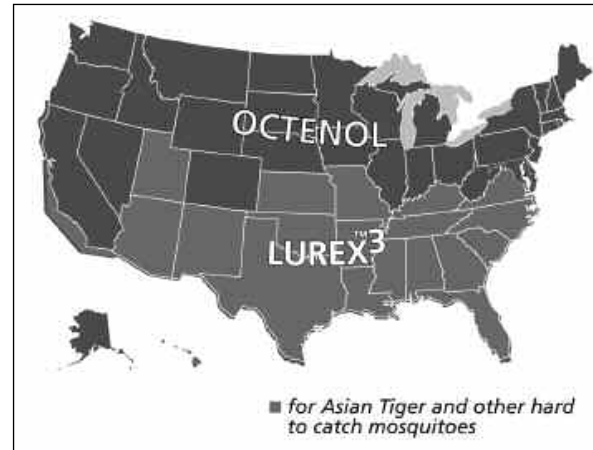 OCTENOL
LUREX™3
for Asian Tiger and other hard
to catch mosquitoes